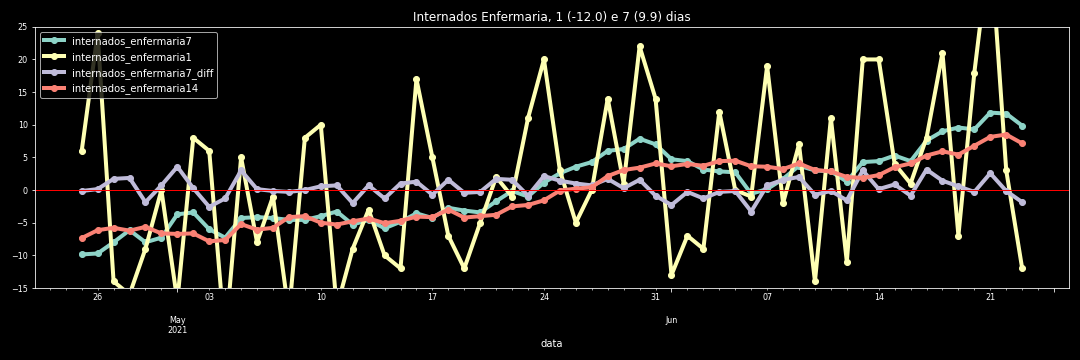 Internados Enfermaria, 1 (-12.0) e 7 (9.9) dias
25
20
15
10
5
0
−5
−10
−15
internados_enfermaria7
internados_enfermaria1
internados_enfermaria7_diff
internados_enfermaria14
26 03 10 17 24 31 07 14 21
May Jun
2021
data